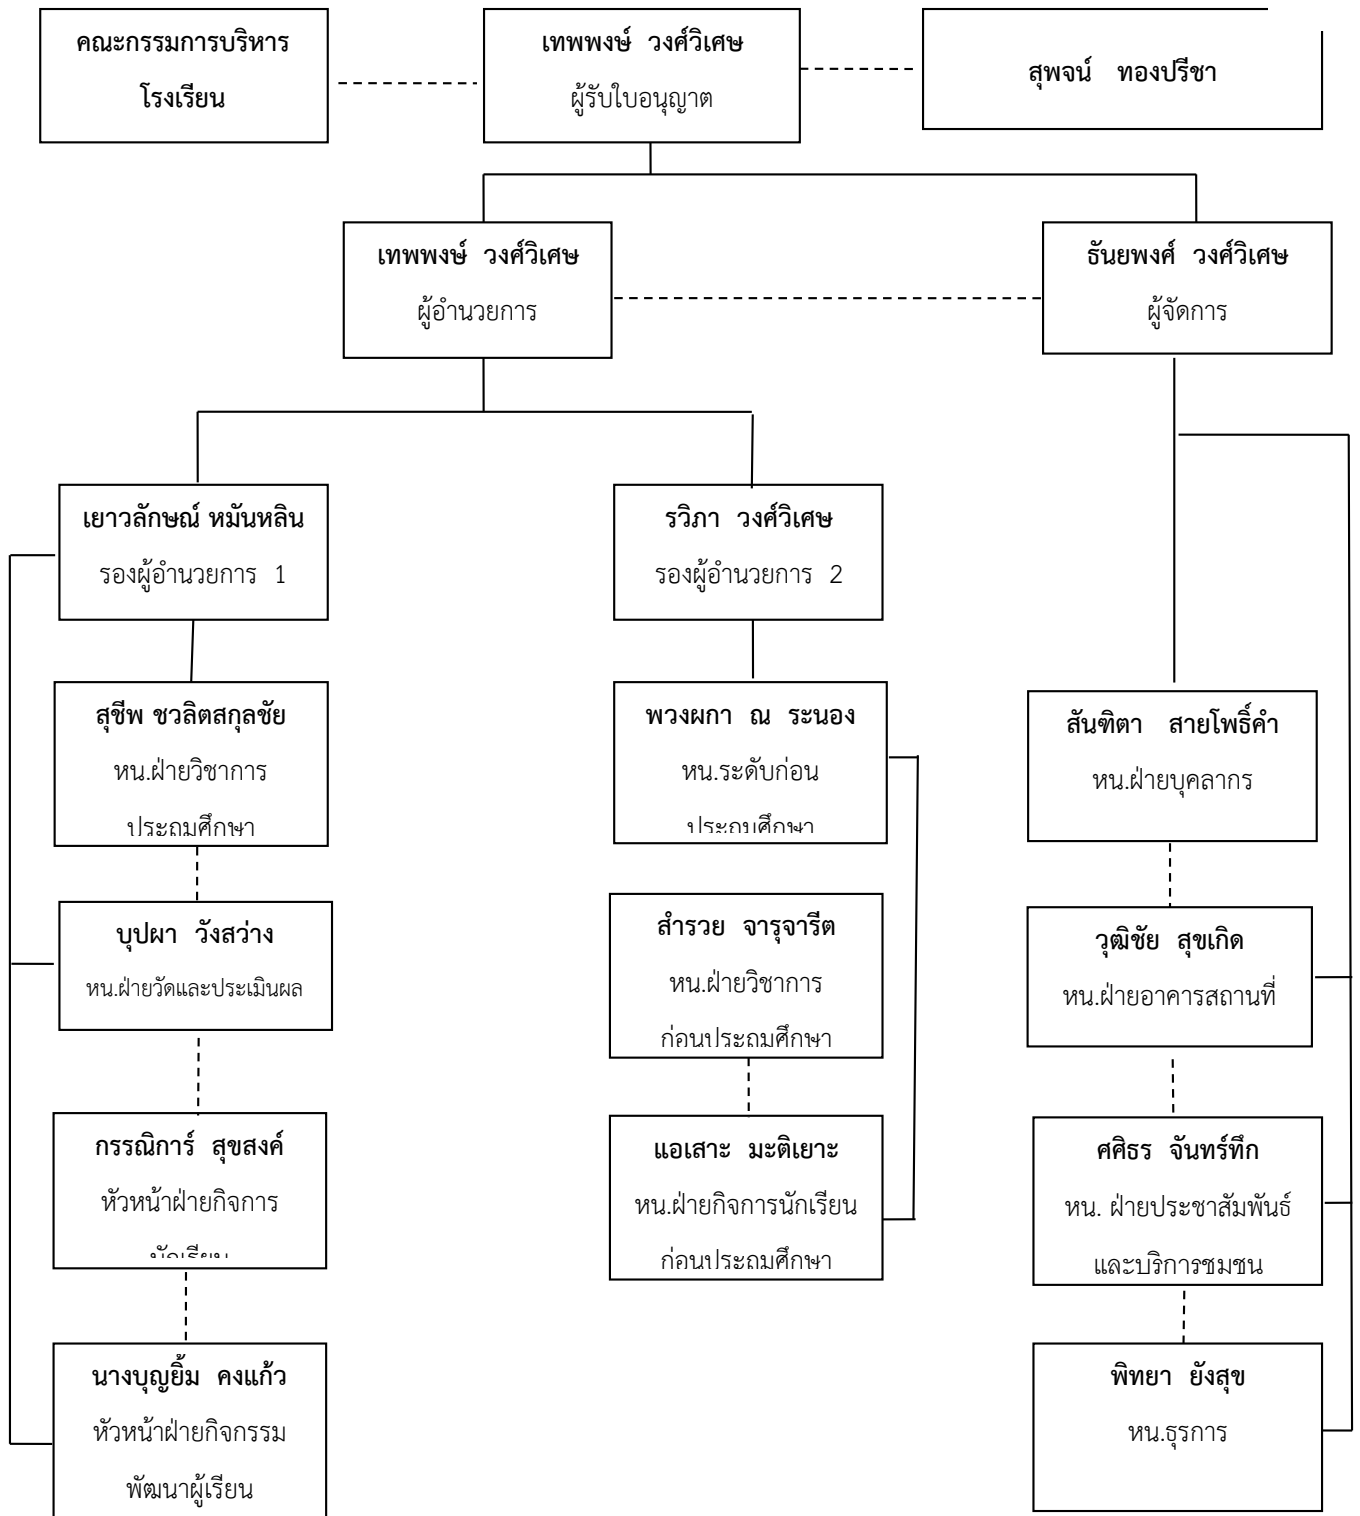 คณะกรรมการบริหาร
โรงเรียน
เทพพงษ์ วงศ์วิเศษ
ผู้รับใบอนุญาต
สุพจน์ ทองปรีชา
เทพพงษ์ วงศ์วิเศษ
ผู้อำนวยการ
ธันยพงศ์ วงศ์วิเศษ
ผู้จัดการ
เยาวลักษณ์ หมันหลิน
รองผู้อำนวยการ 1
รวิภา วงศ์วิเศษ
รองผู้อำนวยการ 2
สุชีพ ชวลิตสกุลชัย
หน.ฝ่ายวิชาการ
ประถมศึกษา
พวงผกา ณ ระนอง
หน.ระดับก่อน
ประถมศึกษา
สันฑิตา สายโพธิ์คำ
หน.ฝ่ายบุคลากร
บุปผา วังสว่าง
หน.ฝ่ายวัดและประเมินผล
สำรวย จารุจารีต
หน.ฝ่ายวิชาการ
ก่อนประถมศึกษา
วุฒิชัย สุขเกิด
หน.ฝ่ายอาคารสถานที่
กรรณิการ์ สุขสงค์
หัวหน้าฝ่ายกิจการ
นักเรียน
แอเสาะ มะติเยาะ
หน.ฝ่ายกิจการนักเรียน
ก่อนประถมศึกษา
ศศิธร จันทร์ทึก
หน. ฝ่ายประชาสัมพันธ์
และบริการชุมชน
นางบุญยิ้ม คงแก้ว
หัวหน้าฝ่ายกิจกรรม
พัฒนาผู้เรียน
พิทยา ยังสุข
หน.ธุรการ